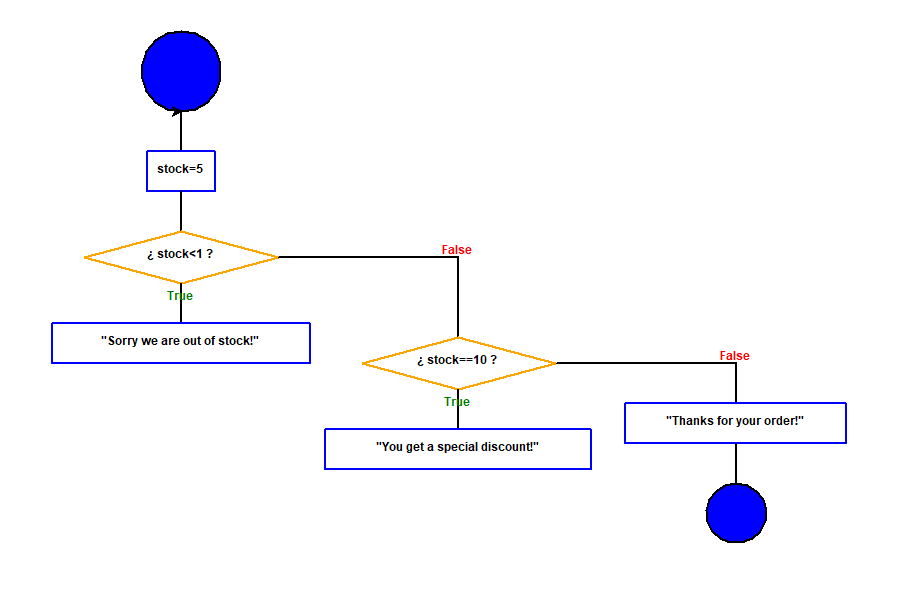 stock=5
¿ stock<1 ?
False
True
"Sorry we are out of stock!"
¿ stock==10 ?
False
True
"Thanks for your order!"
"You get a special discount!"